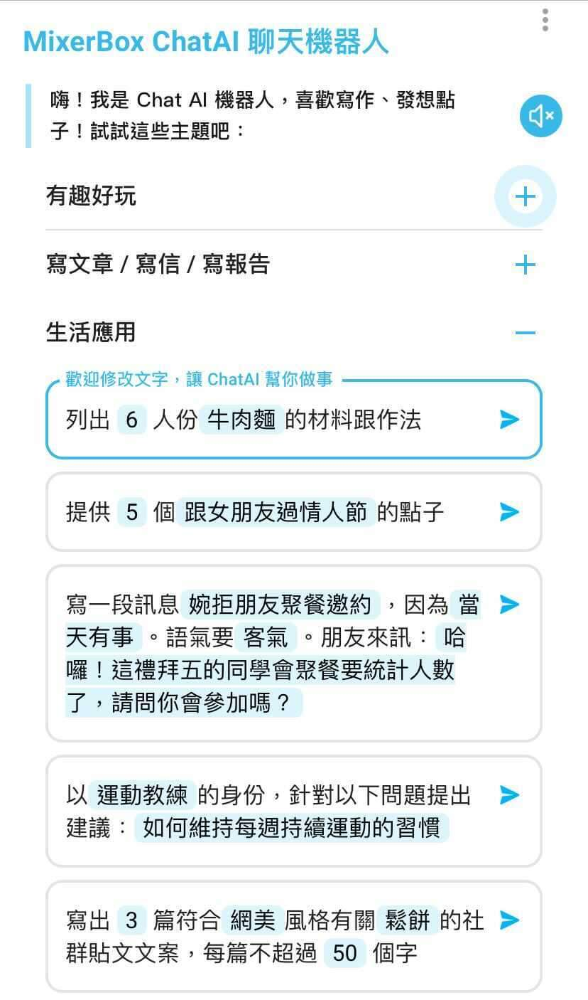 MixerBox ChatAI 聊天機器人
嗨！我是 Chat AI 機器人，喜歡寫作、發想點
子！試試這些主題吧：
有趣好玩
寫文章 / 寫信 / 寫報告
生活應用
歡迎修改文字，讓 ChatAI 幫你做事
列出 6 人份 牛肉麵 的材料跟作法
提供 5 個 跟女朋友過情人節 的點子
寫一段訊息 婉拒朋友聚餐邀約 ，因為 當
天有事 。語氣要 客氣 。朋友來訊： 哈
囉！這禮拜五的同學會聚餐要統計人數
了，請問你會參加嗎？
以 運動教練 的身份，針對以下問題提出
建議： 如何維持每週持續運動的習慣
寫出 3 篇符合 網美 風格有關 鬆餅 的社
群貼文文案，每篇不超過 50 個字